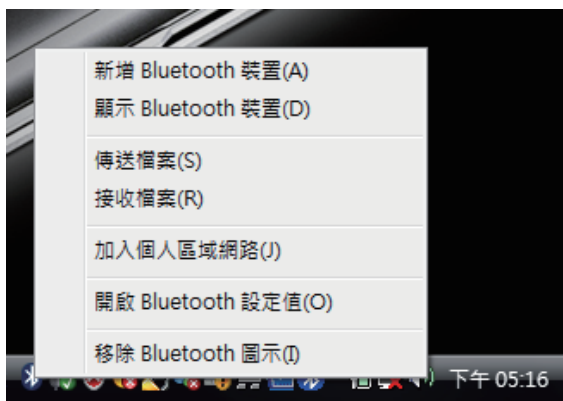 新增 Bluetooth 裝置(A)
顯示 Bluetooth 裝置(D)
傳送檔案(S)
接收檔案(R)
加入個人區域網路(J)
開啟 Bluetooth 設定值(O)
移除 Bluetooth 圖示(I)
下午 05:16